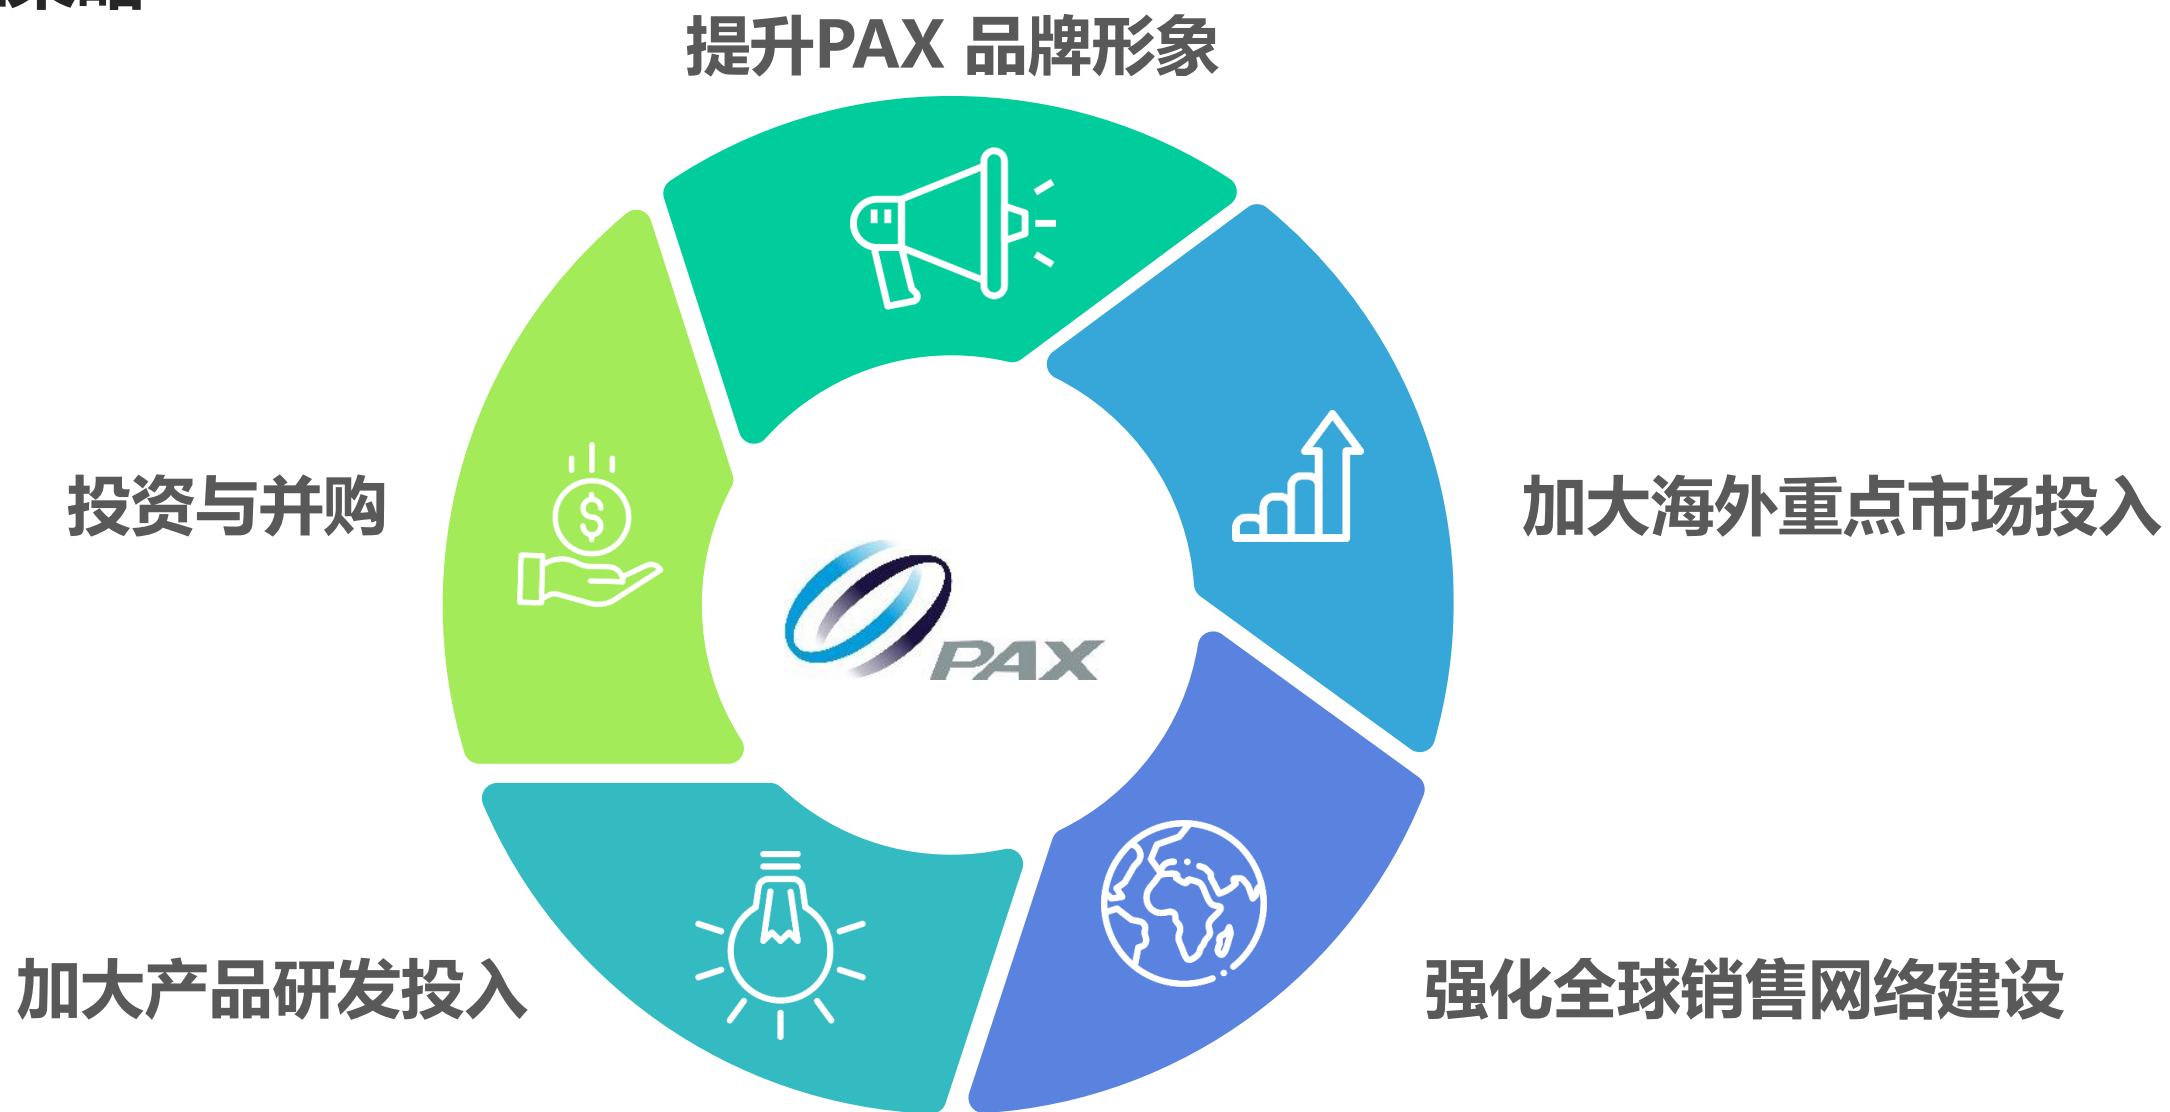 提升PAX 品牌形象
投资与并购
加大海外重点市场投入
PAX
加大产品研发投入
强化全球销售网络建设